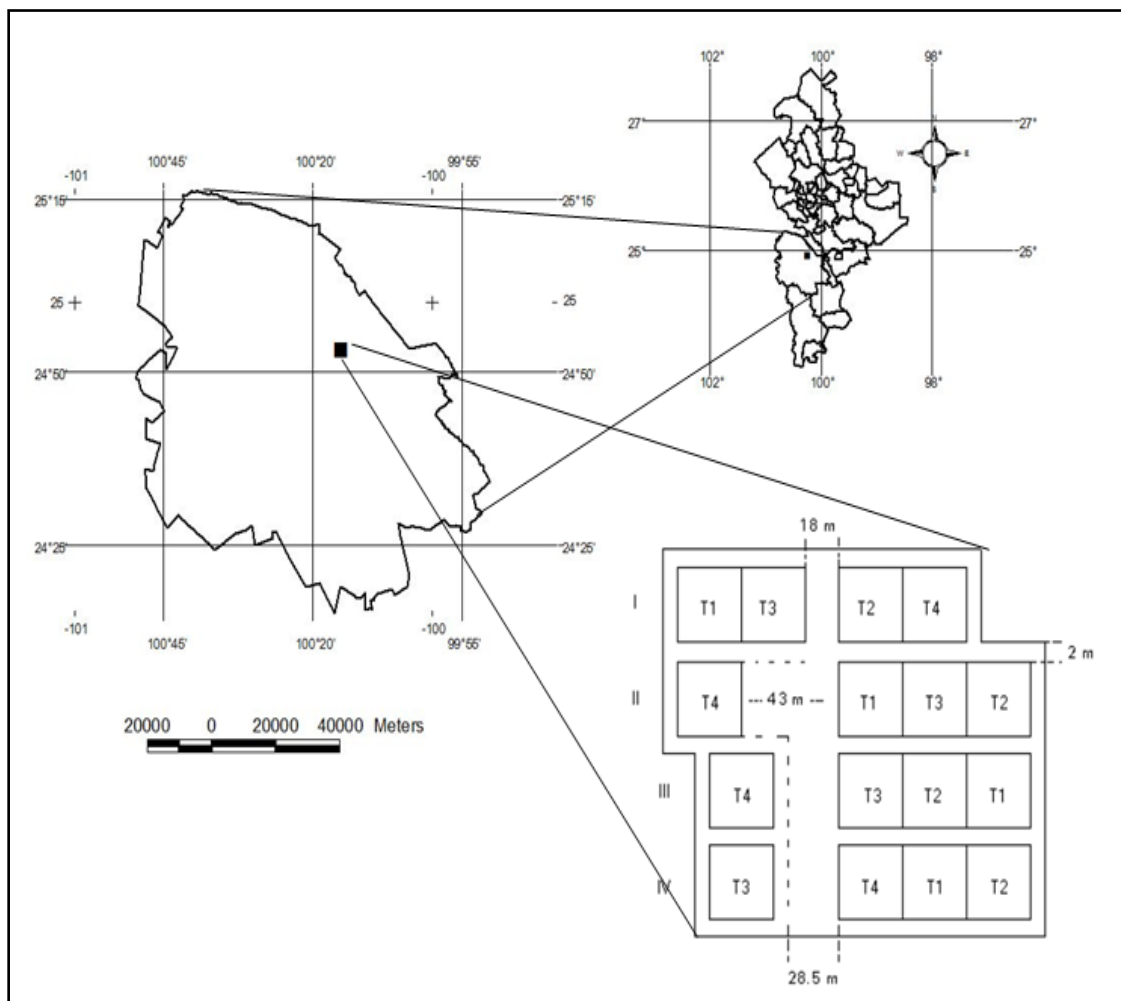 102° 100° 98°
27° 27°
N
W E
S
25° 25°
102° 100° 98°
100°45' 100°20' 99°55'
-101 -100
25°15' 25°15'
25 25
24°50' 24°50'
24°25' 24°25'
-101 -100
100°45' 100°20' 99°55'
20000 0 20000 40000 Meters
18 m
I T1 T3 T2 T4
2 m
II T4 43 m T1 T3 T2
III T4 T3 T2 T1
IV T3 T4 T1 T2
28.5 m